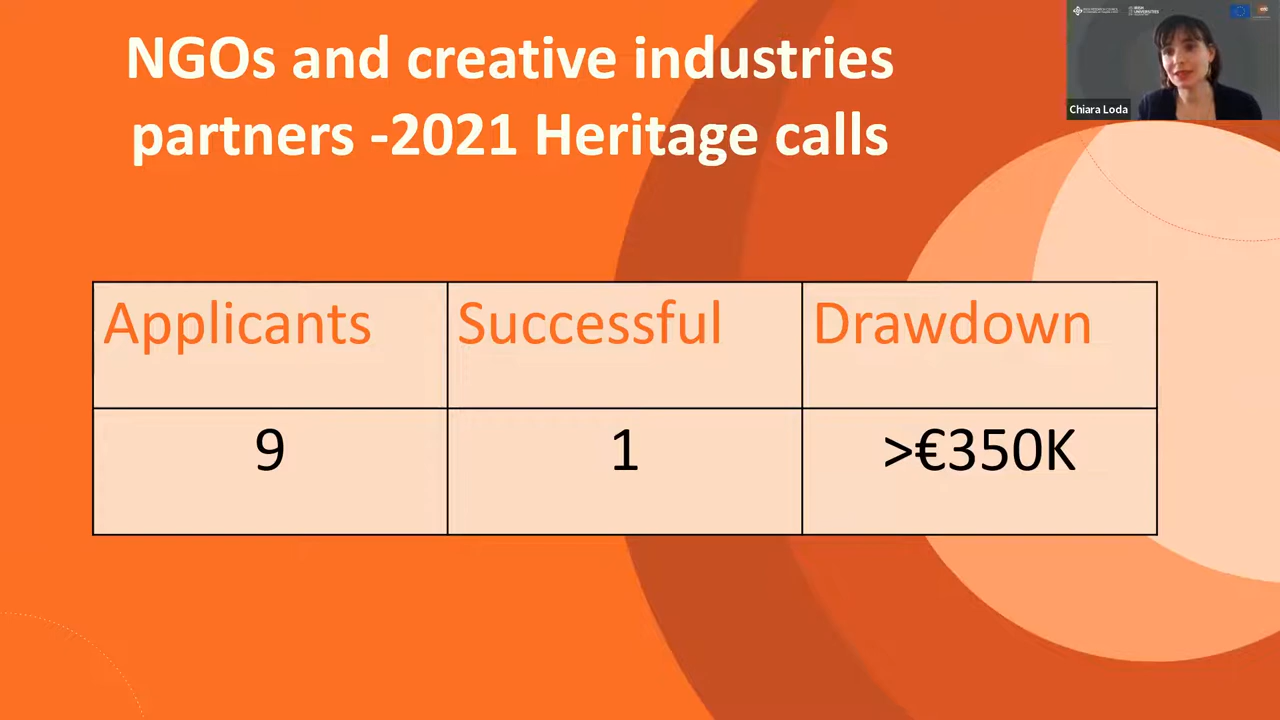 NGOs and creative industries
partners -2021 Heritage calls
Chiara Loda
Applicants
Successful
Drawdown
9
1
>€350K